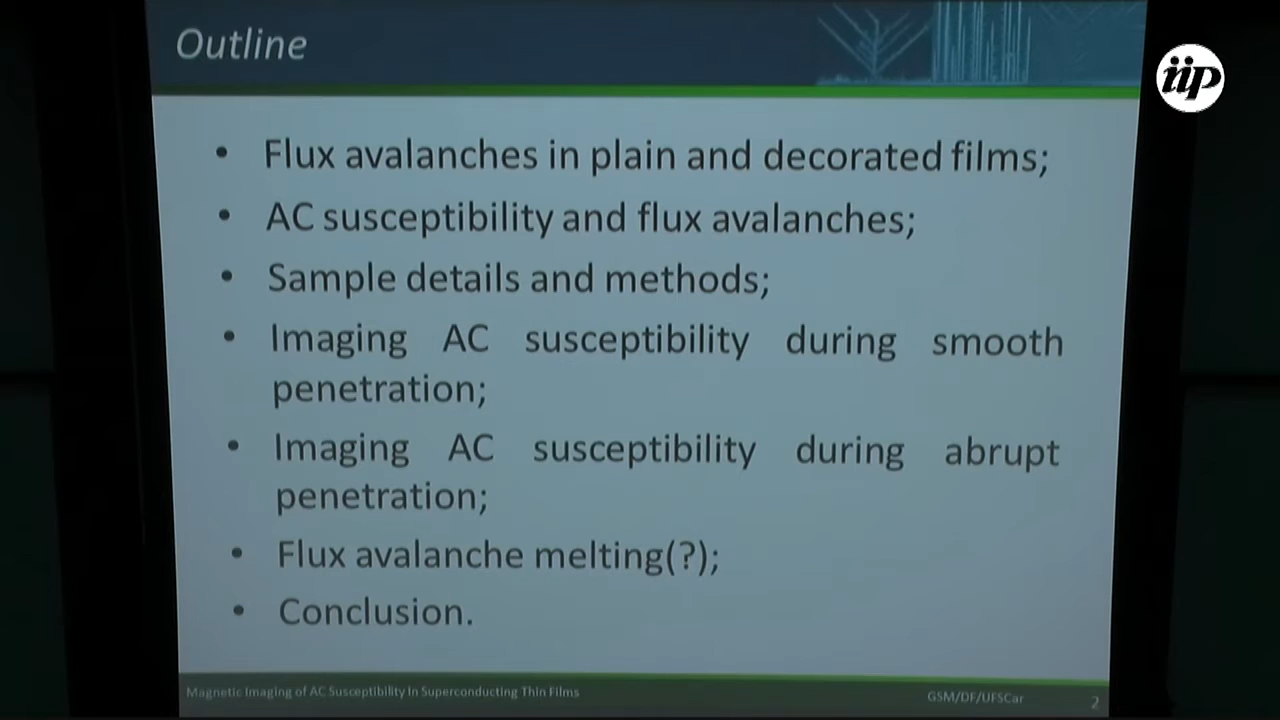 Outline
iip
• Flux avalanches in plain and decorated films;
• AC susceptibility and flux avalanches;
• Sample details and methods;
• Imaging AC susceptibility during smooth
penetration;
• Imaging AC susceptibility during abrupt
penetration;
• Flux avalanche melting(?);
• Conclusion.
Magnetic Imaging of AC Susceptibility In Superconducting Thin Films
GSM/DF/UFSCar
2